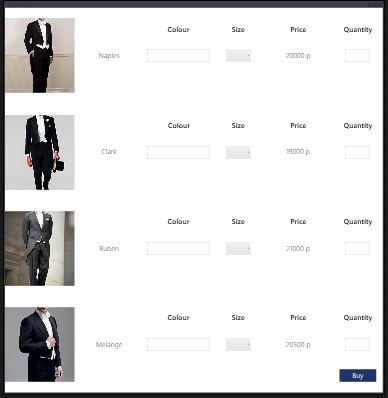 Colour Size Price Quantity
Naples 20000 p
Colour Size Price Quantity
Clark 19000 p
Colour Size Price Quantity
Ruben 21000 p
Colour Size Price Quantity
Melange 20500 p
Buy